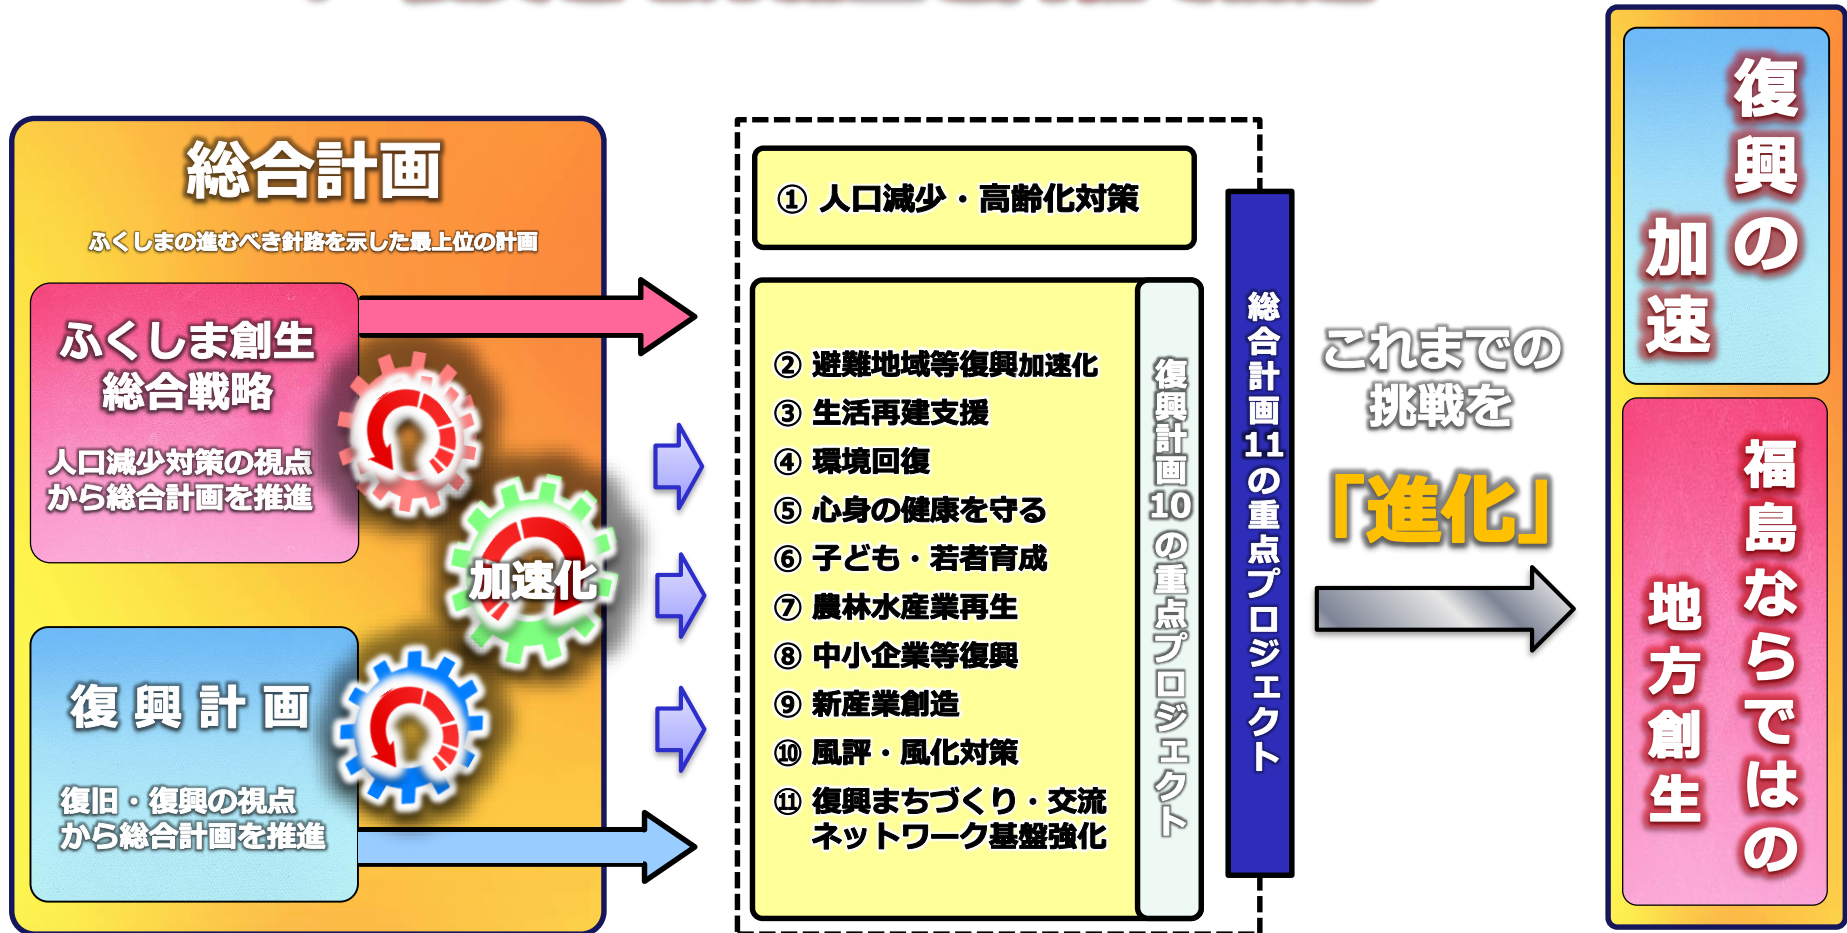 総合計画
ふくしまの進むべき針路を示した最上位の計画
ふくしま創生
総合戦略
人口減少対策の視点
から総合計画を推進
加速化
復興計画
復旧・復興の視点
から総合計画を推進
① 人口減少・高齢化対策
② 避難地域等復興加速化
③ 生活再建支援
④ 環境回復
⑤ 心身の健康を守る
⑥ 子ども・若者育成
⑦ 農林水産業再生
⑧ 中小企業等復興
⑨ 新産業創造
⑩ 風評・風化対策
⑪ 復興まちづくり・交流
ネットワーク基盤強化
復興計画10の重点プロジェクト
総合計画11の重点プロジェクト
これまでの
挑戦を
「進化」
復興の
加速
福島ならではの
地方創生